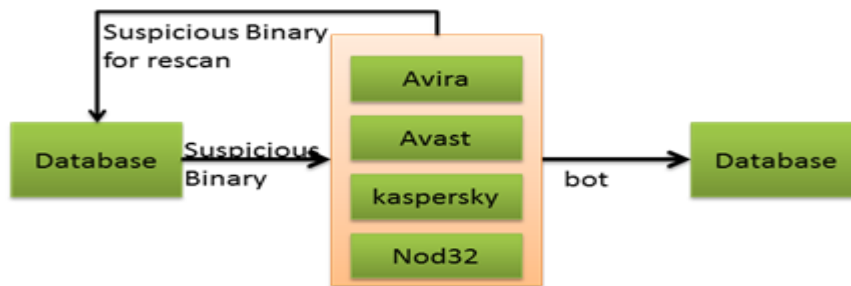 Suspicious Binary
for rescan
Avira
Avast
kaspersky
Nod32
Database
Suspicious
Binary
bot
Database